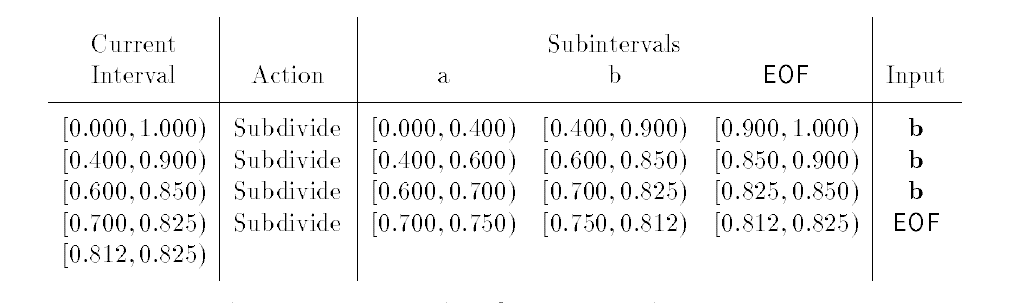 Current Subintervals
Interval Action a b EOF Input
[0.000, 1.000) Subdivide [0.000, 0.400) [0.400, 0.900) [0.900, 1.000) b
[0.400, 0.900) Subdivide [0.400, 0.600) [0.600, 0.850) [0.850, 0.900) b
[0.600, 0.850) Subdivide [0.600, 0.700) [0.700, 0.825) [0.825, 0.850) b
[0.700, 0.825) Subdivide [0.700, 0.750) [0.750, 0.812) [0.812, 0.825) EOF
[0.812, 0.825)